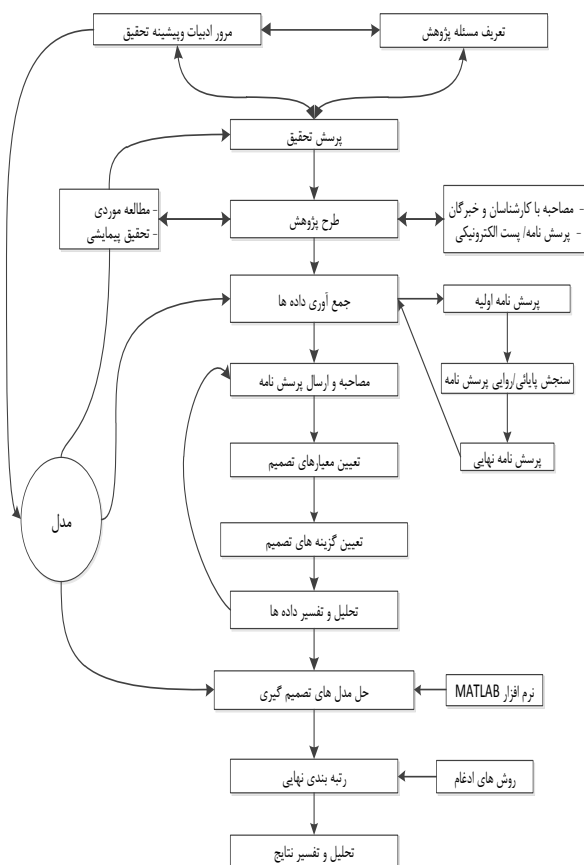 تعریف مسئله پژوهش
مرور ادبیات وپیشینه تحقیق
پرسش تحقیق
- مصاحبه با کارشناسان و خبرگان
- پرسش نامه/ پست الکترونیکی
طرح پژوهش
- مطالعه موردی
- تحقیق پیمایشی
جمع آوری داده ها
پرسش نامه اولیه
سنجش پایائی/روایی پرسش نامه
پرسش نامه نهایی
مصاحبه و ارسال پرسش نامه
تعیین معیارهای تصمیم
مدل
تعیین گزینه های تصمیم
تحلیل و تفسیر داده ها
حل مدل های تصمیم گیری
نرم افزار MATLAB
رتبه بندی نهایی
روش های ادغام
تحلیل و تفسیر نتایج